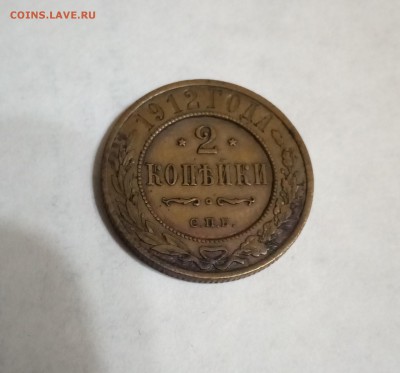 COINS.LAVE.RU
1912 ГОДА
* 2 *
КОПѢЙКИ
С.П.Б.